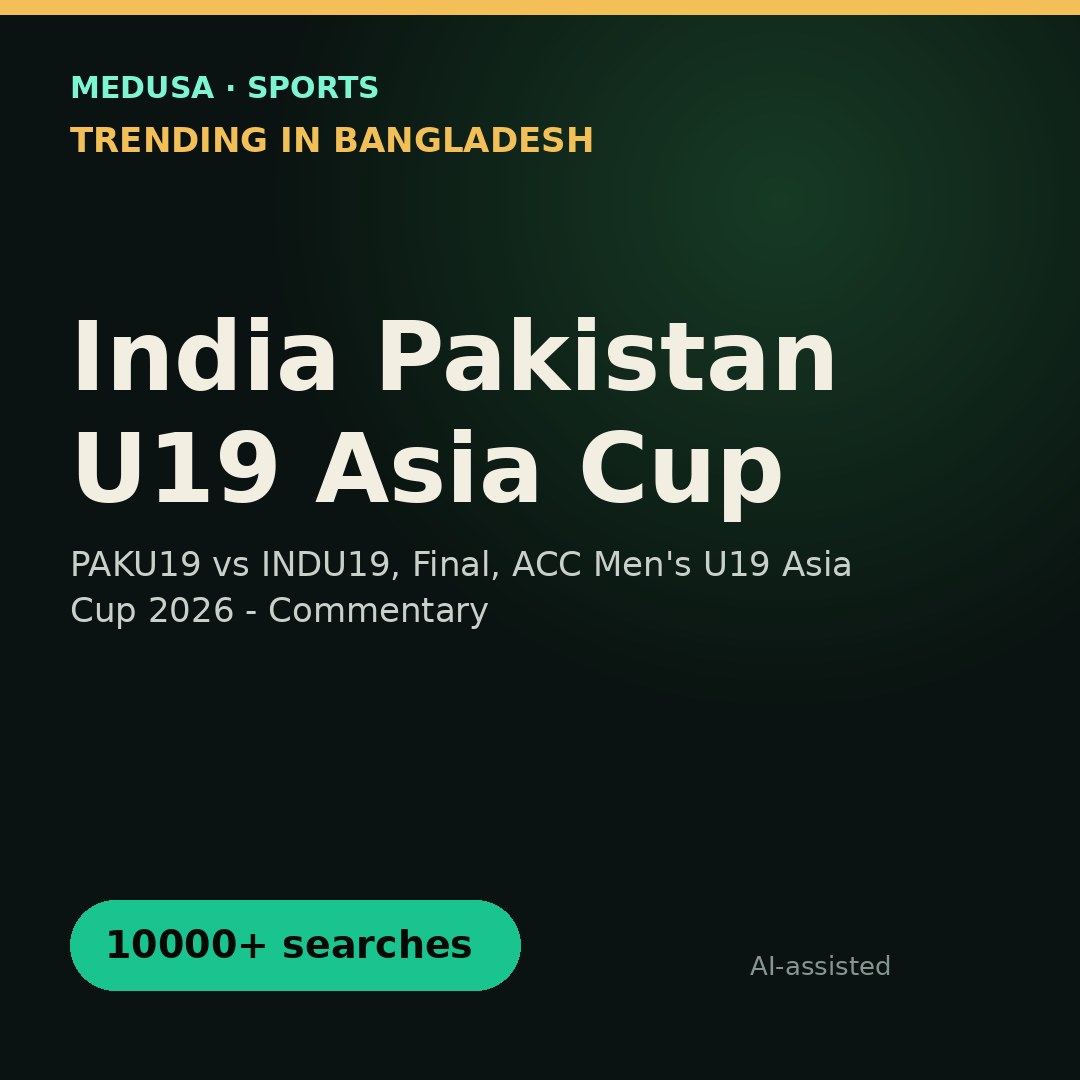 MEDUSA · SPORTS
TRENDING IN BANGLADESH
India Pakistan
U19 Asia Cup
PAKU19 vs INDU19, Final, ACC Men's U19 Asia
Cup 2026 - Commentary
10000+ searches
AI-assisted